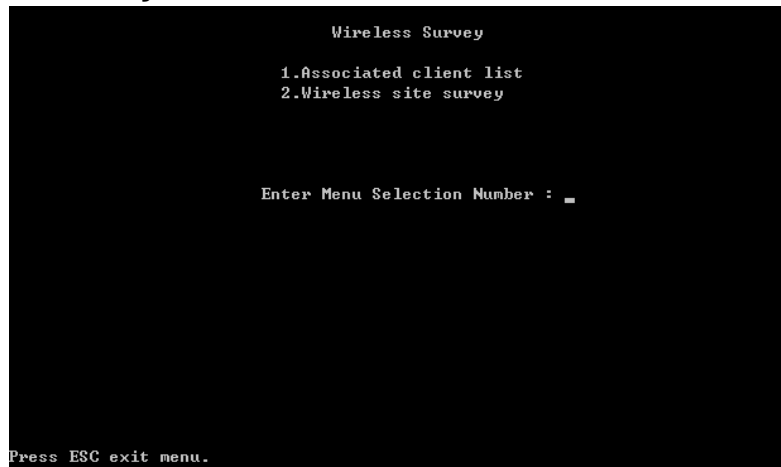 Wireless Survey
1.Associated client list
2.Wireless site survey
Enter Menu Selection Number : _
Press ESC exit menu.